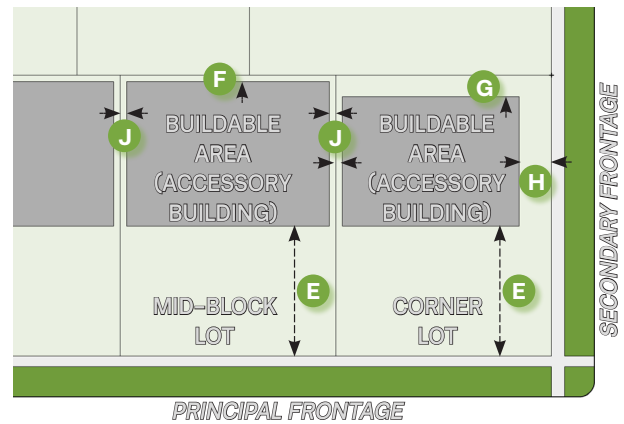 F
G
J
J
BUILDABLE
AREA
(ACCESSORY
BUILDING)
BUILDABLE
AREA
(ACCESSORY
BUILDING)
H
E
E
MID–BLOCK
LOT
CORNER
LOT
SECONDARY FRONTAGE
PRINCIPAL FRONTAGE